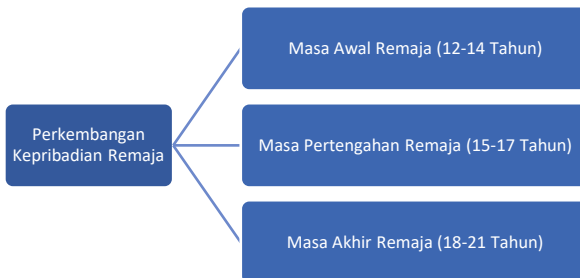 Masa Awal Remaja (12-14 Tahun)
Perkembangan
Kepribadian Remaja
Masa Pertengahan Remaja (15-17 Tahun)
Masa Akhir Remaja (18-21 Tahun)